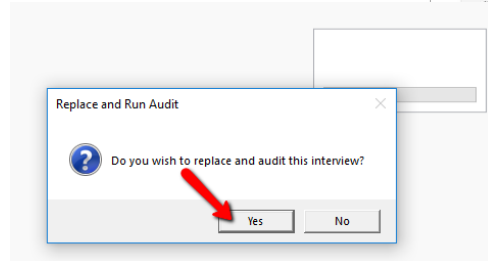 Replace and Run Audit
Do you wish to replace and audit this interview?
Yes
No